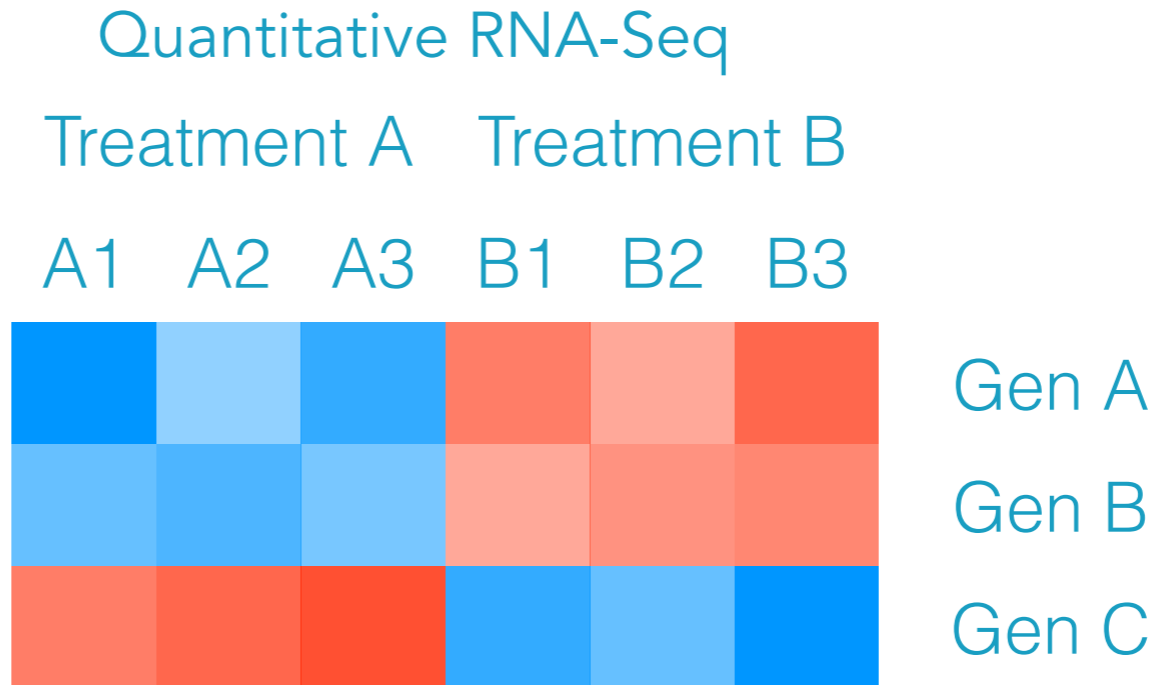 Quantitative RNA-Seq
Treatment A Treatment B
A1 A2 A3 B1 B2 B3
Gen A
Gen B
Gen C